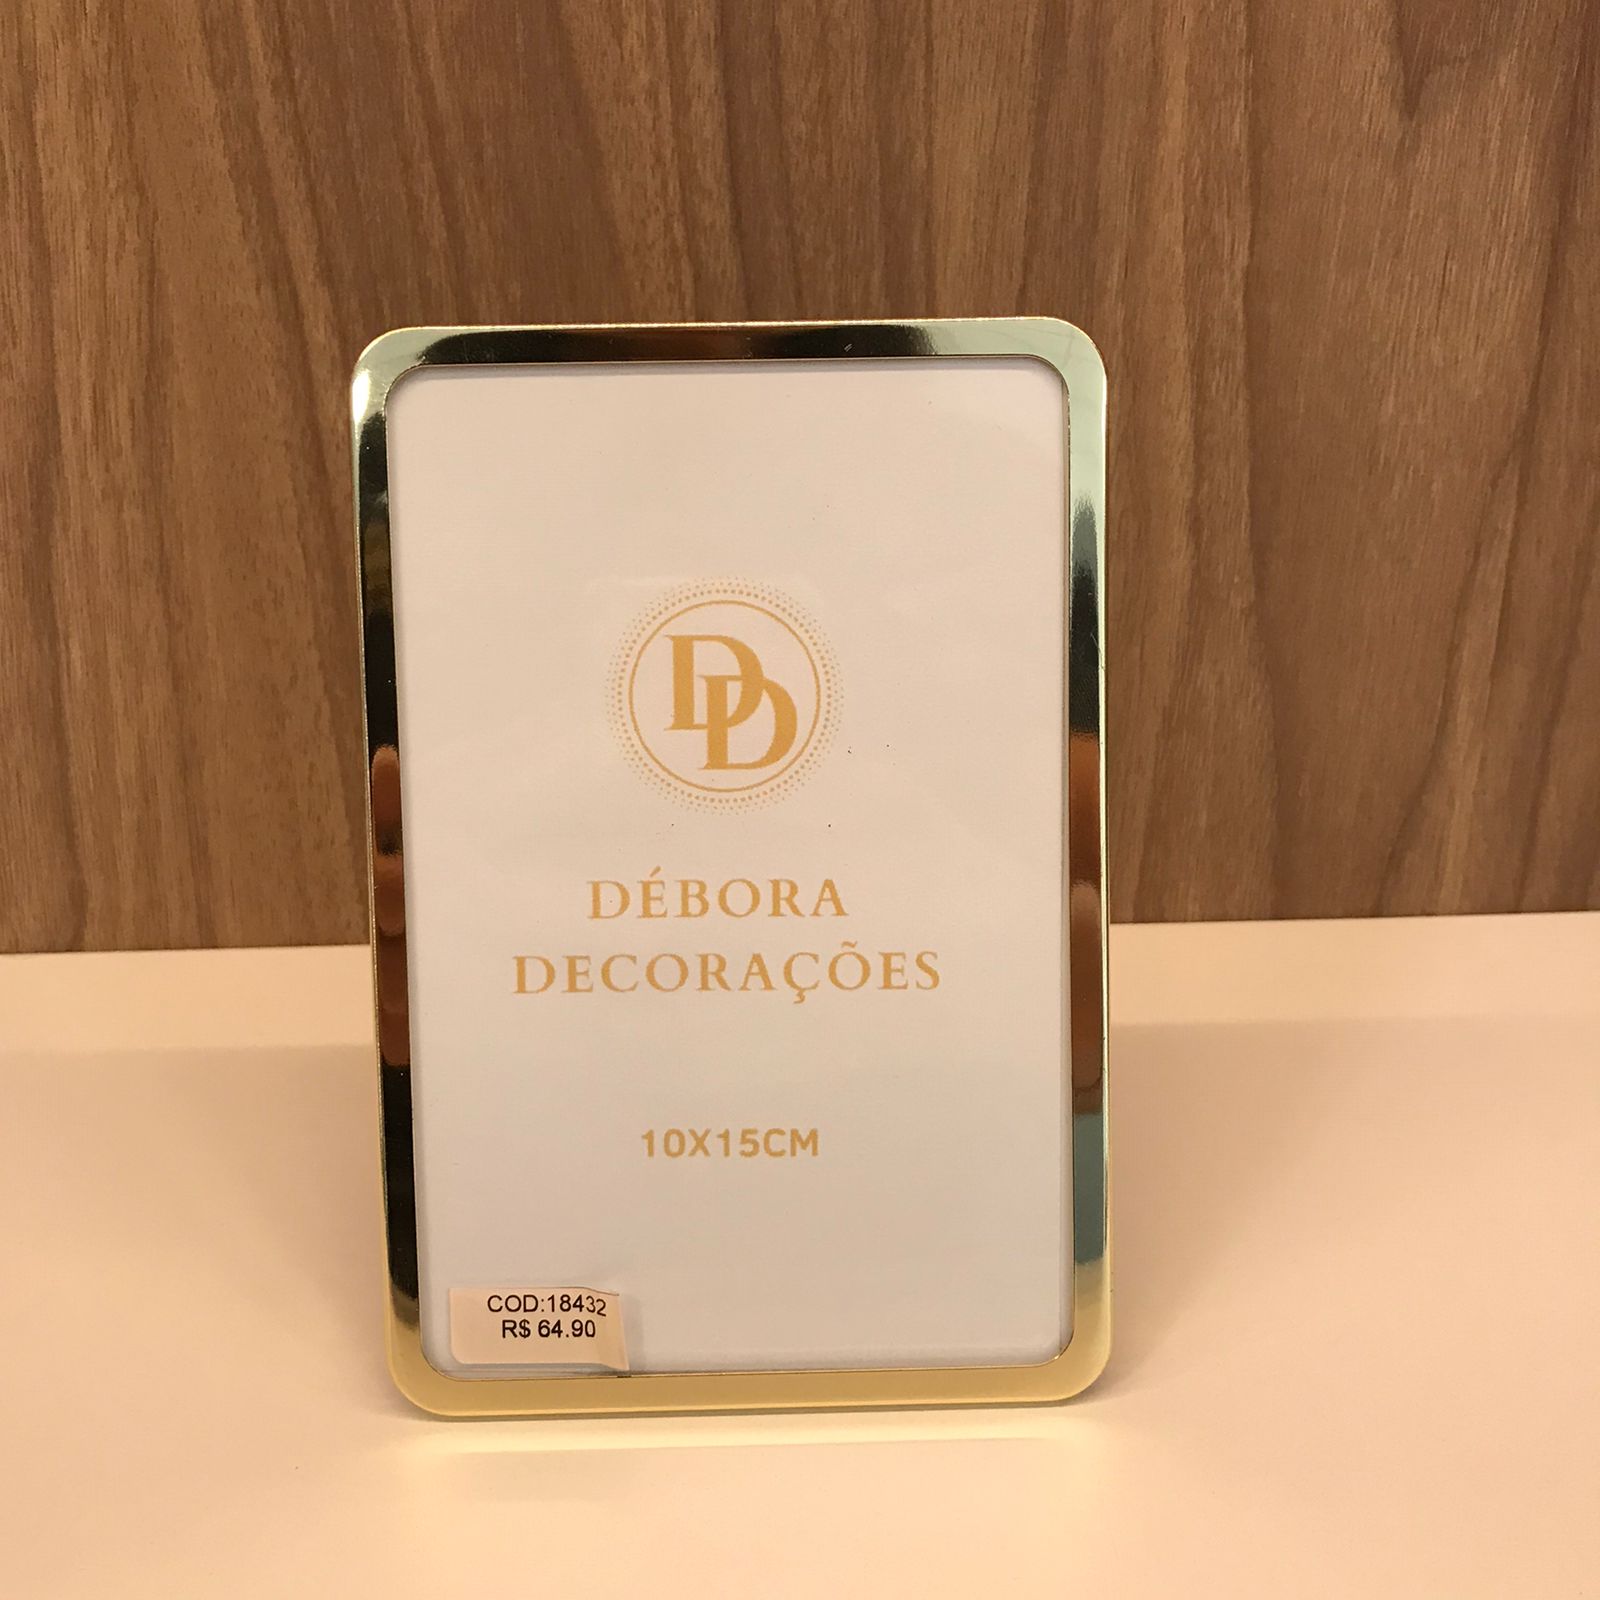 DD
DÉBORA
DECORAÇÕES
10X15CM
COD:18432
R$ 64.90